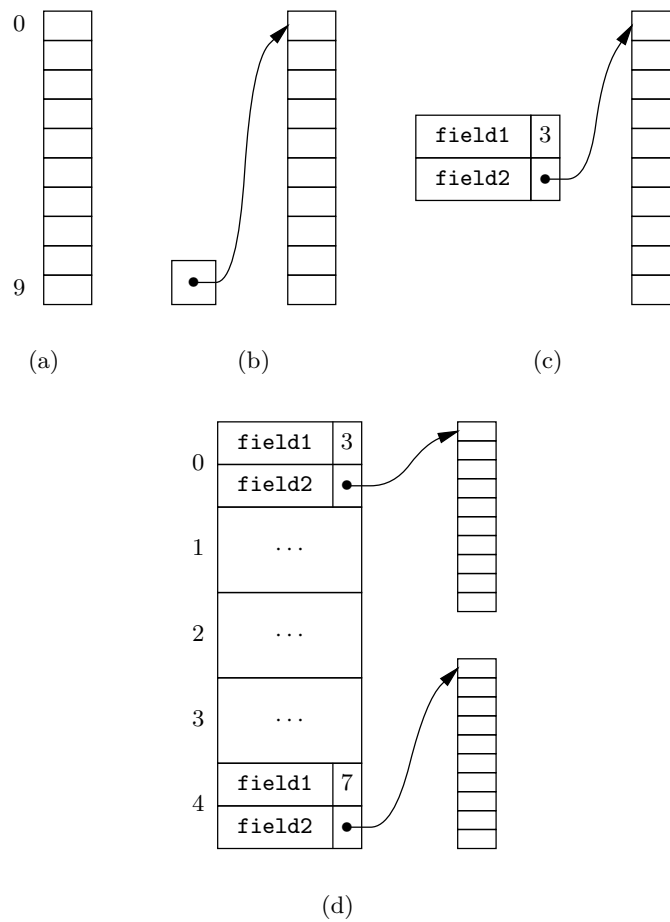 0
9
field1 3
field2
(a)
(b)
(c)
0
field1 3
field2
1 ...
2 ...
3 ...
4
field1 7
field2
(d)